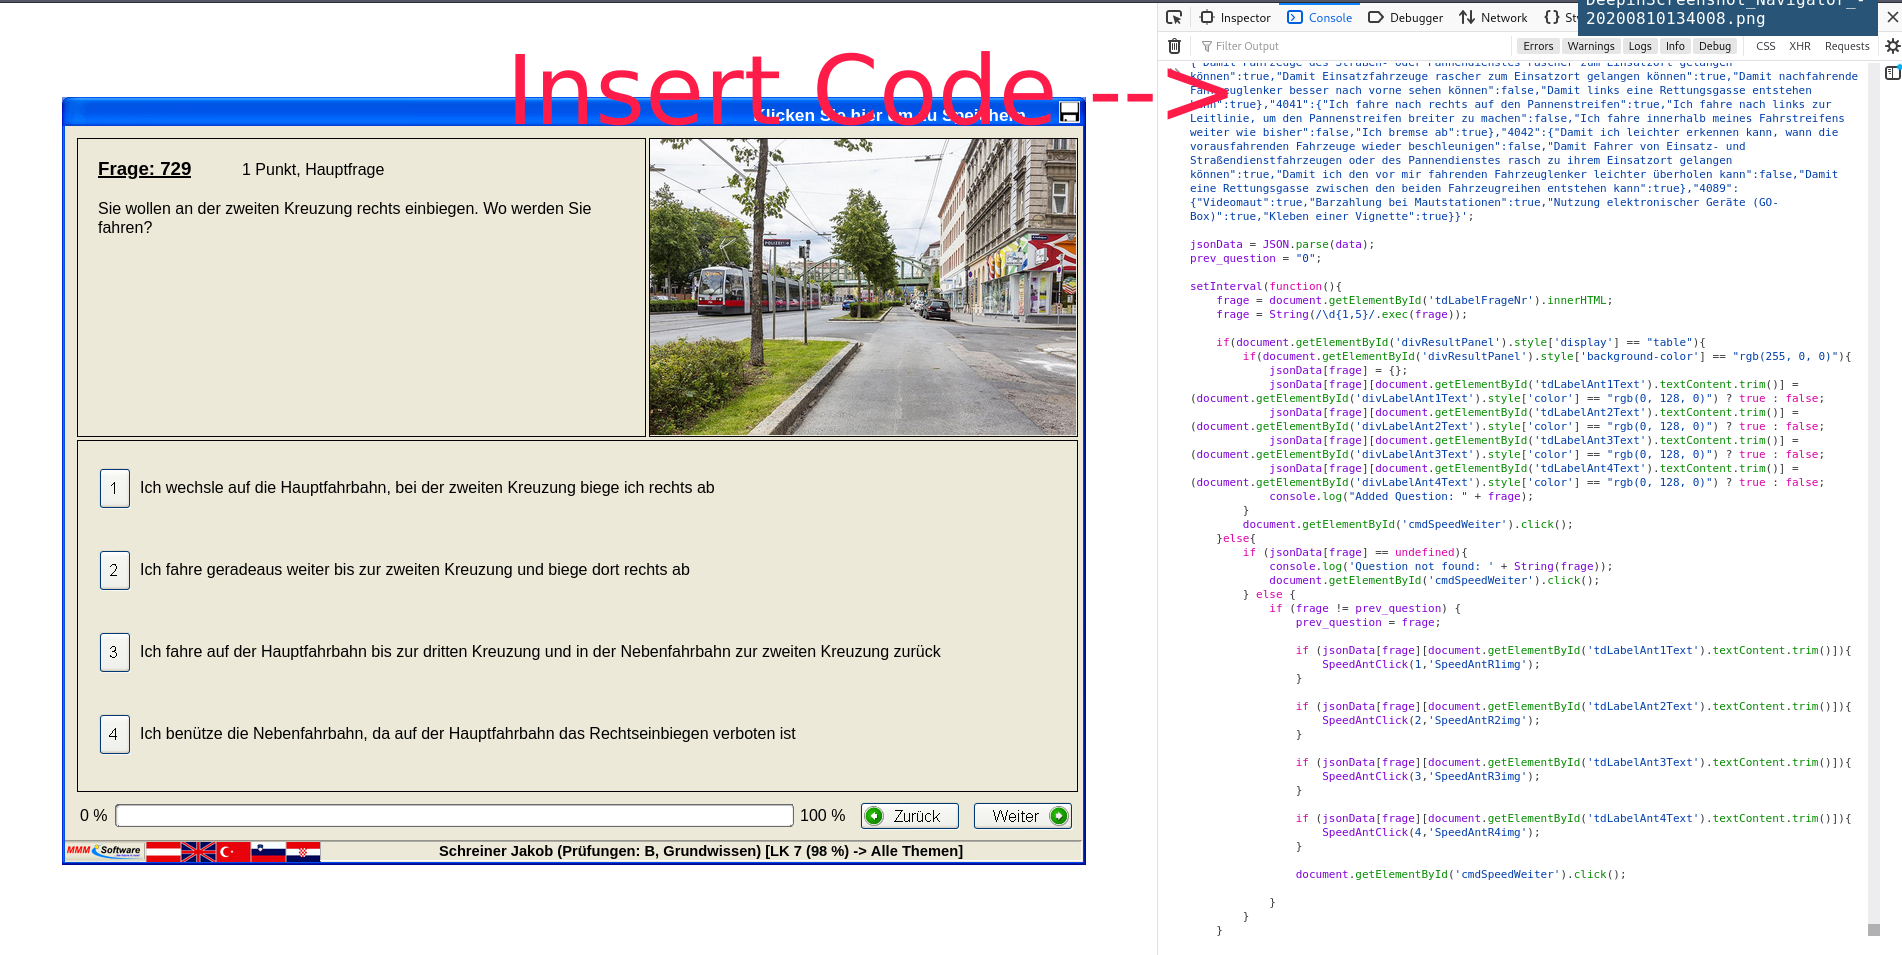 Inspector Console Debugger Network {} Sty
DeepinScreenshot_Navigator_-
20200810134008.png
Filter Output Errors Warnings Logs Info Debug CSS XHR Requests
Insert Code -->
Klicken Sie hier um zu Speichern
Frage: 729 1 Punkt, Hauptfrage
Sie wollen an der zweiten Kreuzung rechts einbiegen. Wo werden Sie
fahren?
1 Ich wechsle auf die Hauptfahrbahn, bei der zweiten Kreuzung biege ich rechts ab
2 Ich fahre geradeaus weiter bis zur zweiten Kreuzung und biege dort rechts ab
3 Ich fahre auf der Hauptfahrbahn bis zur dritten Kreuzung und in der Nebenfahrbahn zur zweiten Kreuzung zurück
4 Ich benütze die Nebenfahrbahn, da auf der Hauptfahrbahn das Rechtseinbiegen verboten ist
0 % 100 % Zurück Weiter
MMM Software Schreiner Jakob (Prüfungen: B, Grundwissen) [LK 7 (98 %) -> Alle Themen]
{"Damit Fahrzeuge des Straßen- oder Pannendienstes rascher zum Einsatzort gelangen
können":true,"Damit Einsatzfahrzeuge rascher zum Einsatzort gelangen können":true,"Damit nachfahrende
Fahrzeuglenker besser nach vorne sehen können":false,"Damit links eine Rettungsgasse entstehen
kann":true},"4041":{"Ich fahre nach rechts auf den Pannenstreifen":true,"Ich fahre nach links zur
Leitlinie, um den Pannenstreifen breiter zu machen":false,"Ich fahre innerhalb meines Fahrstreifens
weiter wie bisher":false,"Ich bremse ab":true},"4042":{"Damit ich leichter erkennen kann, wann die
vorausfahrenden Fahrzeuge wieder beschleunigen":false,"Damit Fahrer von Einsatz- und
Straßendienstfahrzeugen oder des Pannendienstes rasch zu ihrem Einsatzort gelangen
können":true,"Damit ich den vor mir fahrenden Fahrzeuglenker leichter überholen kann":false,"Damit
eine Rettungsgasse zwischen den beiden Fahrzeugreihen entstehen kann":true},"4089":
{"Videomaut":true,"Barzahlung bei Mautstationen":true,"Nutzung elektronischer Geräte (GO-
Box)":true,"Kleben einer Vignette":true}}';
jsonData = JSON.parse(data);
prev_question = "0";
setInterval(function(){
frage = document.getElementById('tdLabelFrageNr').innerHTML;
frage = String(/\d{1,5}/.exec(frage));
if(document.getElementById('divResultPanel').style['display'] == "table"){
if(document.getElementById('divResultPanel').style['background-color'] == "rgb(255, 0, 0)"){
jsonData[frage] = {};
jsonData[frage][document.getElementById('tdLabelAnt1Text').textContent.trim()] =
(document.getElementById('divLabelAnt1Text').style['color'] == "rgb(0, 128, 0)") ? true : false;
jsonData[frage][document.getElementById('tdLabelAnt2Text').textContent.trim()] =
(document.getElementById('divLabelAnt2Text').style['color'] == "rgb(0, 128, 0)") ? true : false;
jsonData[frage][document.getElementById('tdLabelAnt3Text').textContent.trim()] =
(document.getElementById('divLabelAnt3Text').style['color'] == "rgb(0, 128, 0)") ? true : false;
jsonData[frage][document.getElementById('tdLabelAnt4Text').textContent.trim()] =
(document.getElementById('divLabelAnt4Text').style['color'] == "rgb(0, 128, 0)") ? true : false;
console.log("Added Question: " + frage);
}
document.getElementById('cmdSpeedWeiter').click();
}else{
if (jsonData[frage] == undefined){
console.log('Question not found: ' + String(frage));
document.getElementById('cmdSpeedWeiter').click();
} else {
if (frage != prev_question) {
prev_question = frage;
if (jsonData[frage][document.getElementById('tdLabelAnt1Text').textContent.trim()]){
SpeedAntClick(1,'SpeedAntR1img');
}
if (jsonData[frage][document.getElementById('tdLabelAnt2Text').textContent.trim()]){
SpeedAntClick(2,'SpeedAntR2img');
}
if (jsonData[frage][document.getElementById('tdLabelAnt3Text').textContent.trim()]){
SpeedAntClick(3,'SpeedAntR3img');
}
if (jsonData[frage][document.getElementById('tdLabelAnt4Text').textContent.trim()]){
SpeedAntClick(4,'SpeedAntR4img');
}
document.getElementById('cmdSpeedWeiter').click();
}
}
}